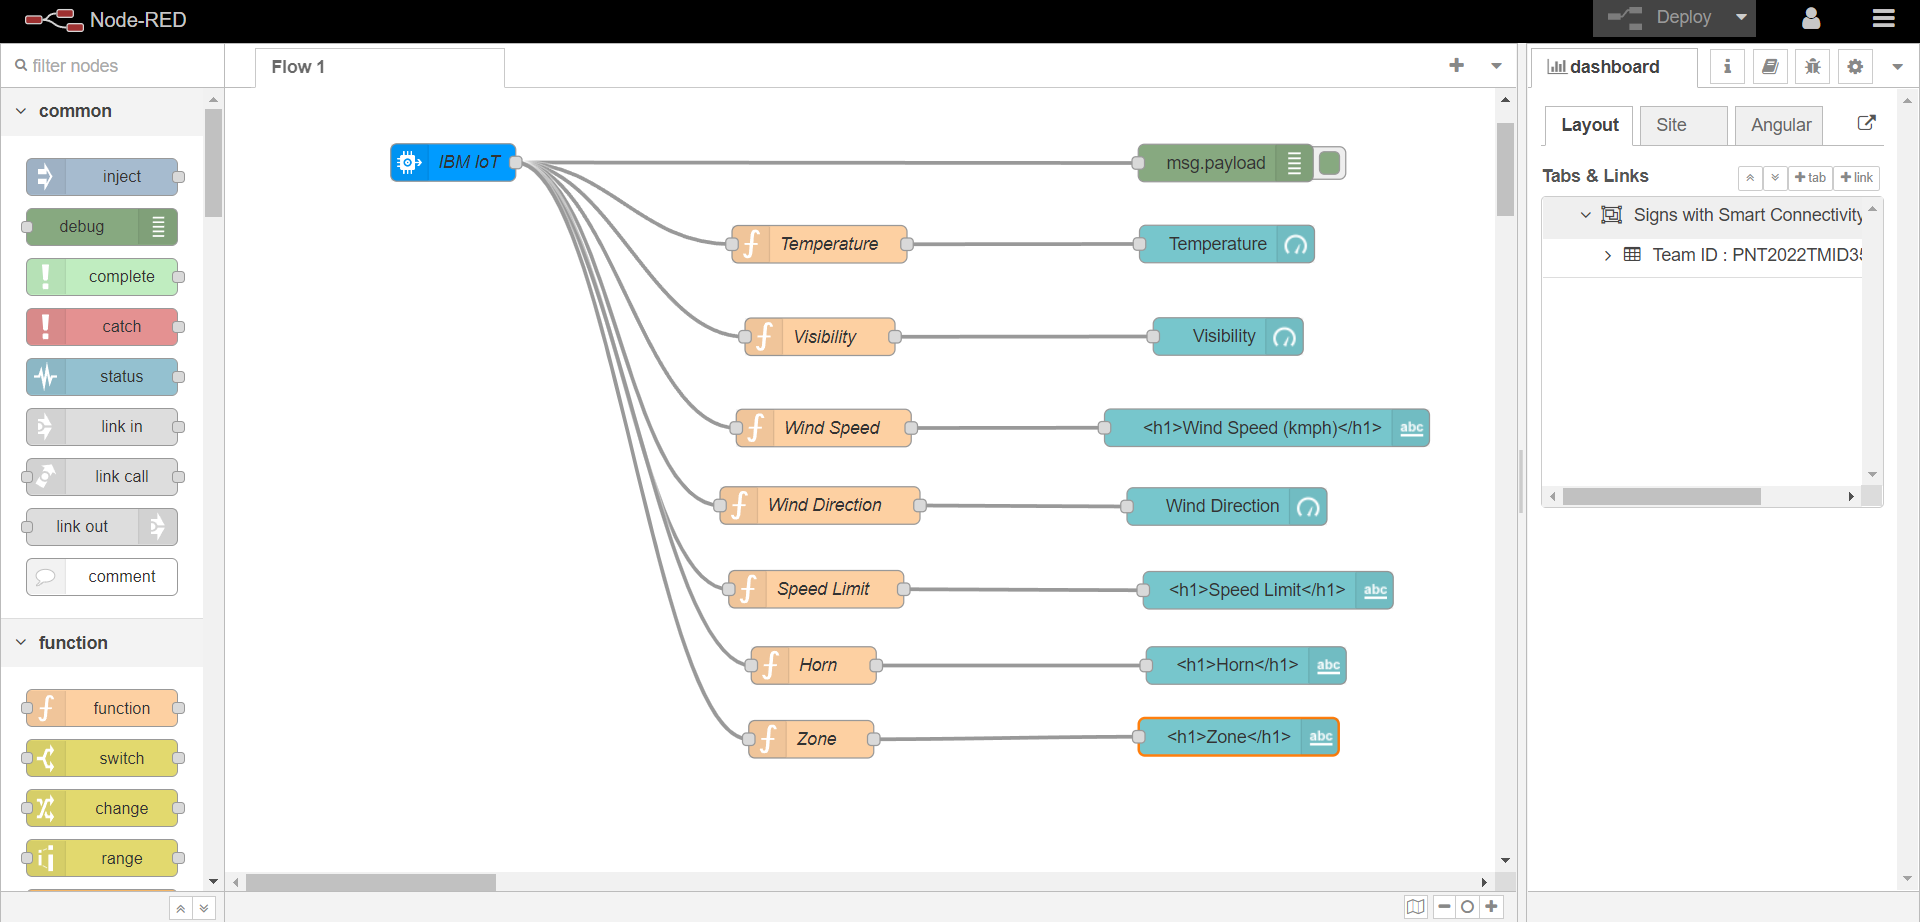 Node-RED
Deploy
filter nodes
Flow 1
dashboard
i
common
inject
debug
complete
catch
status
link in
link call
link out
comment
function
function
switch
change
range
IBM IoT
msg.payload
Temperature
Temperature
Visibility
Visibility
Wind Speed
<h1>Wind Speed (kmph)</h1>
abc
Wind Direction
Wind Direction
Speed Limit
<h1>Speed Limit</h1>
abc
Horn
<h1>Horn</h1>
abc
Zone
<h1>Zone</h1>
abc
Layout
Site
Angular
Tabs & Links
+ tab
+ link
Signs with Smart Connectivity
Team ID : PNT2022TMID35